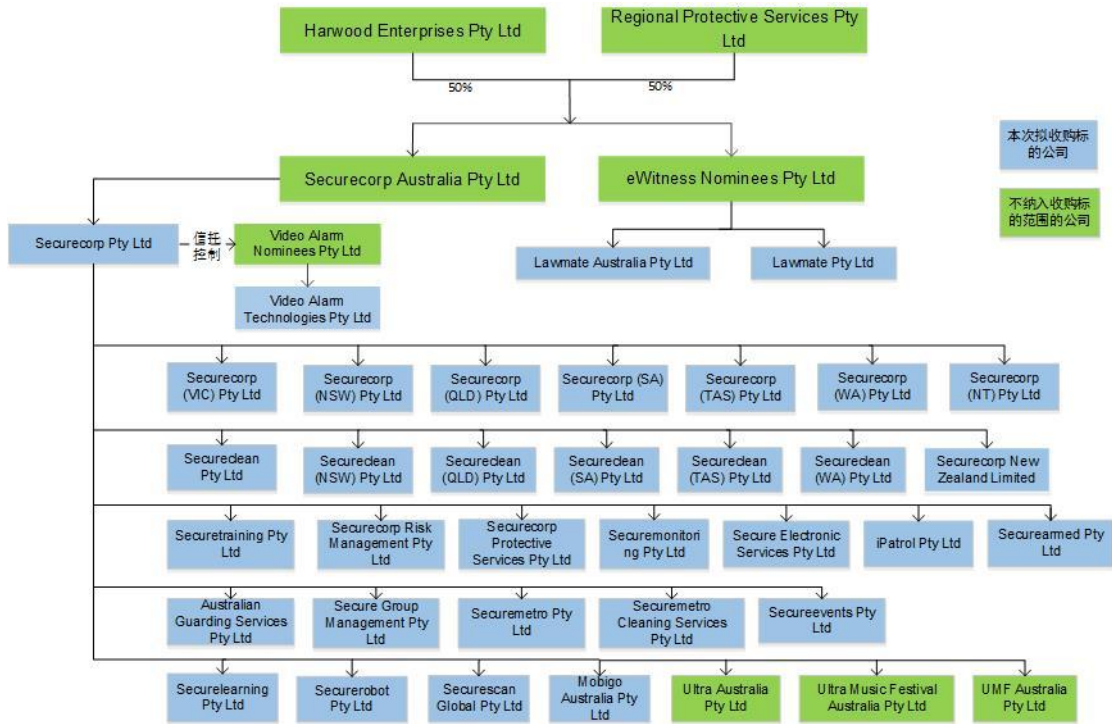 Harwood Enterprises Pty Ltd
Regional Protective Services Pty
Ltd
50%
50%
本次拟收购标
的公司
Securecorp Australia Pty Ltd
eWitness Nominees Pty Ltd
不纳入收购标
的范围的公司
Securecorp Pty Ltd
信托
控制
Video Alarm
Nominees Pty Ltd
Lawmate Australia Pty Ltd
Lawmate Pty Ltd
Video Alarm
Technologies Pty Ltd
Securecorp
(VIC) Pty Ltd
Securecorp
(NSW) Pty Ltd
Securecorp
(QLD) Pty Ltd
Securecorp (SA)
Pty Ltd
Securecorp
(TAS) Pty Ltd
Securecorp
(WA) Pty Ltd
Securecorp
(NT) Pty Ltd
Secureclean
Pty Ltd
Secureclean
(NSW) Pty Ltd
Secureclean
(QLD) Pty Ltd
Secureclean
(SA) Pty Ltd
Secureclean
(TAS) Pty Ltd
Secureclean
(WA) Pty Ltd
Securecorp New
Zealand Limited
Securetraining Pty
Ltd
Securecorp Risk
Management Pty
Ltd
Securecorp
Protective
Services Pty Ltd
Securemonitori
ng Pty Ltd
Secure Electronic
Services Pty Ltd
iPatrol Pty Ltd
Securearmed Pty
Ltd
Australian
Guarding Services
Pty Ltd
Secure Group
Management Pty
Ltd
Securemetro Pty
Ltd
Securemetro
Cleaning Services
Pty Ltd
Secureevents Pty
Ltd
Securelearning
Pty Ltd
Securerobot
Pty Ltd
Securescan
Global Pty Ltd
Mobigo
Australia Pty
Ltd
Ultra Australia
Pty Ltd
Ultra Music Festival
Australia Pty Ltd
UMF Australia
Pty Ltd